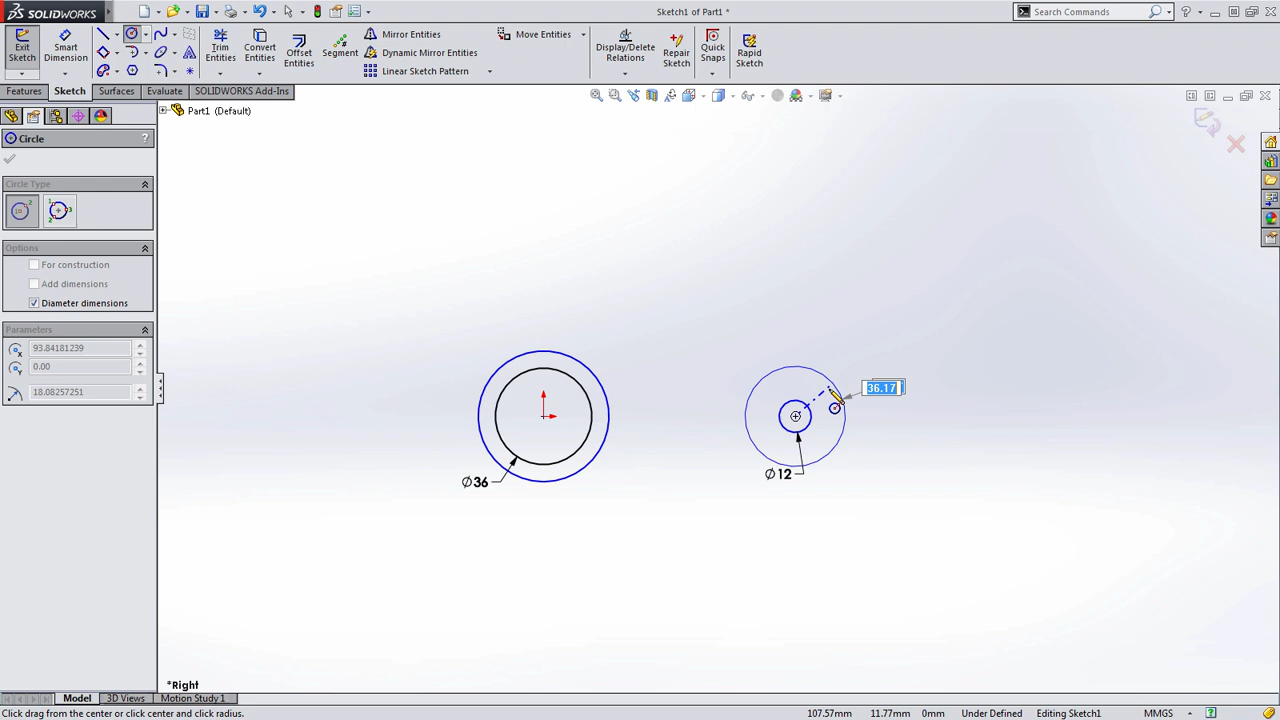 SOLIDWORKS
Sketch1 of Part1 *
Search Commands
Exit Sketch
Smart Dimension
Trim Entities
Convert Entities
Offset Entities
Segment
Mirror Entities
Dynamic Mirror Entities
Linear Sketch Pattern
Move Entities
Display/Delete Relations
Repair Sketch
Quick Snaps
Rapid Sketch
Features
Sketch
Surfaces
Evaluate
SOLIDWORKS Add-Ins
Part1 (Default)
Circle
?
Circle Type
Options
For construction
Add dimensions
Diameter dimensions
Parameters
93.84181239
0.00
18.08257251
36.17
Ø36
Ø12
*Right
Model
3D Views
Motion Study 1
Click drag from the center or click center and click radius.
107.57mm
11.77mm
0mm
Under Defined
Editing Sketch1
MMGS